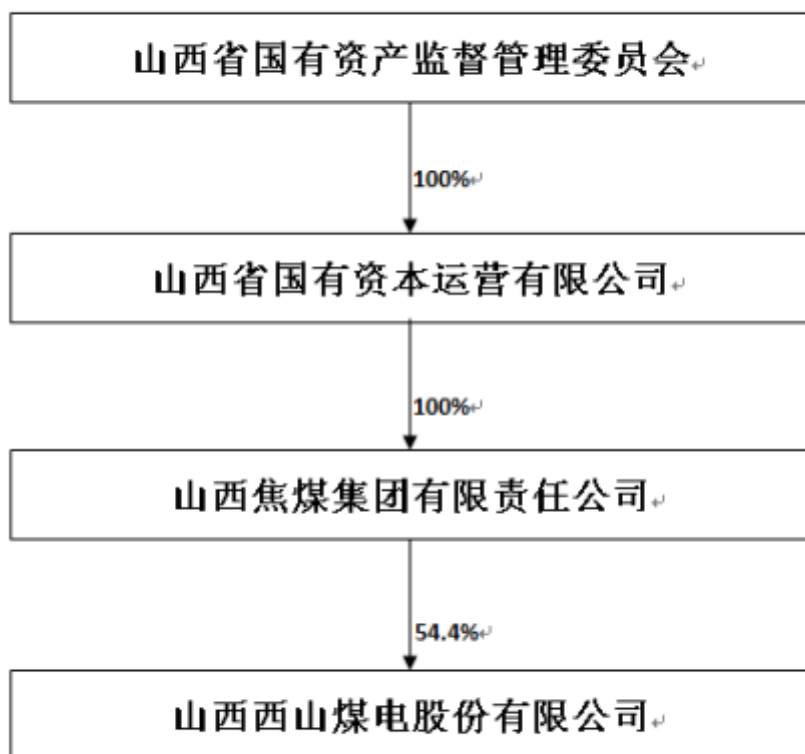 山西省国有资产监督管理委员会
100%
山西省国有资本运营有限公司
100%
山西焦煤集团有限责任公司
54.4%
山西西山煤电股份有限公司